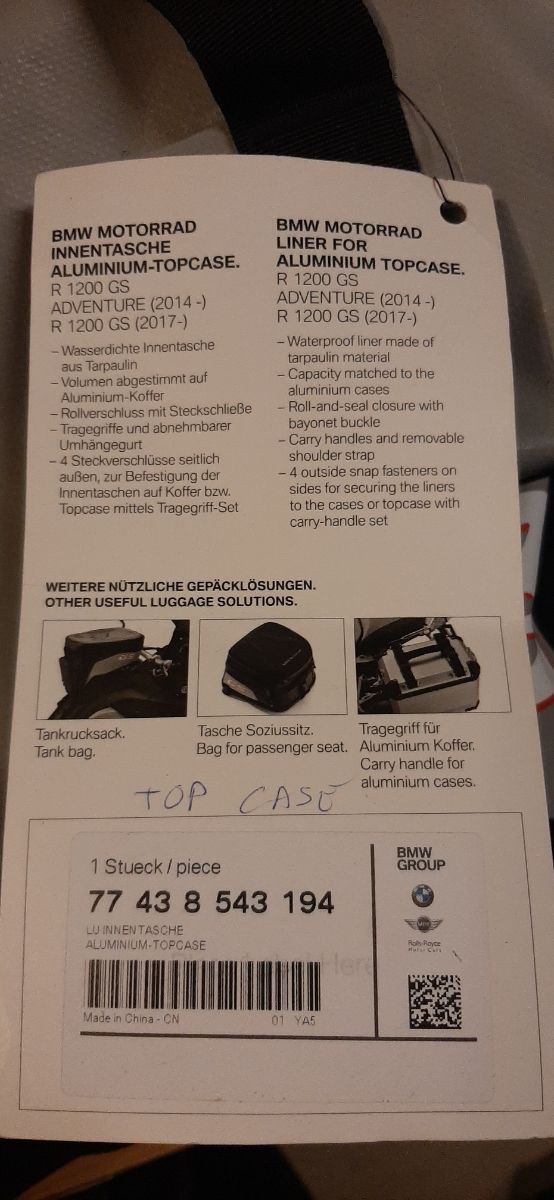 BMW MOTORRAD
INNENTASCHE
ALUMINIUM-TOPCASE.
R 1200 GS
ADVENTURE (2014 -)
R 1200 GS (2017-)
– Wasserdichte Innentasche
aus Tarpaulin
– Volumen abgestimmt auf
Aluminium-Koffer
– Rollverschluss mit Steckschließe
– Tragegriffe und abnehmbarer
Umhängegurt
– 4 Steckverschlüsse seitlich
außen, zur Befestigung der
Innentaschen auf Koffer bzw.
Topcase mittels Tragegriff-Set
BMW MOTORRAD
LINER FOR
ALUMINIUM TOPCASE.
R 1200 GS
ADVENTURE (2014 -)
R 1200 GS (2017-)
– Waterproof liner made of
tarpaulin material
– Capacity matched to the
aluminium cases
– Roll-and-seal closure with
bayonet buckle
– Carry handles and removable
shoulder strap
– 4 outside snap fasteners on
sides for securing the liners
to the cases or topcase with
carry-handle set
WEITERE NÜTZLICHE GEPÄCKLÖSUNGEN.
OTHER USEFUL LUGGAGE SOLUTIONS.
Tankrucksack.
Tank bag.
Tasche Soziussitz.
Bag for passenger seat.
Tragegriff für
Aluminium Koffer.
Carry handle for
aluminium cases.
TOP CASE
1 Stueck / piece
77 43 8 543 194
LU INNENTASCHE
ALUMINIUM-TOPCASE
Here
Made in China - CN 01 YA5
BMW
GROUP
MINI
Rolls-Royce
Motor Cars